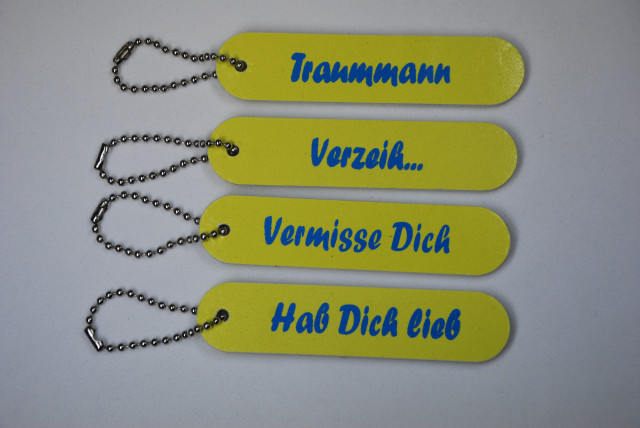 Traummann
Verzeih...
Vermisse Dich
Hab Dich lieb